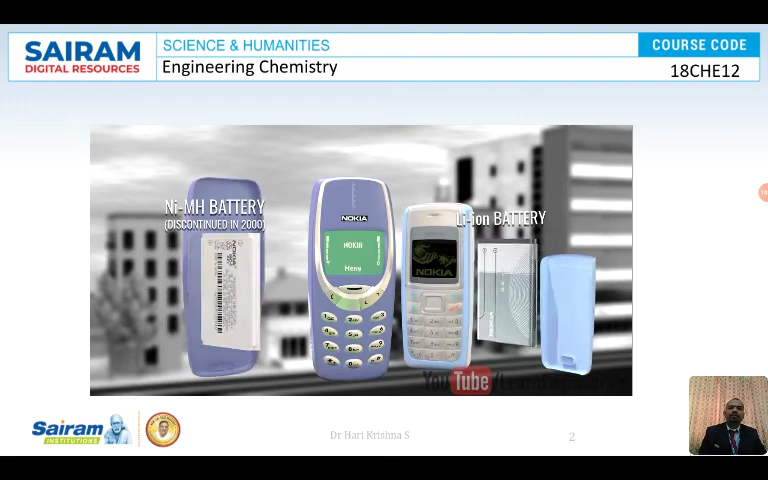 SAIRAM
DIGITAL RESOURCES
SCIENCE & HUMANITIES
Engineering Chemistry
COURSE CODE
18CHE12
Ni-MH BATTERY
(DISCONTINUED IN 2000)
NOKIA
NOKIA
Menu
NOKIA
Li-ion BATTERY
NOKIA
YouTube
Sairam
INSTITUTIONS
Dr Hari Krishna S
2